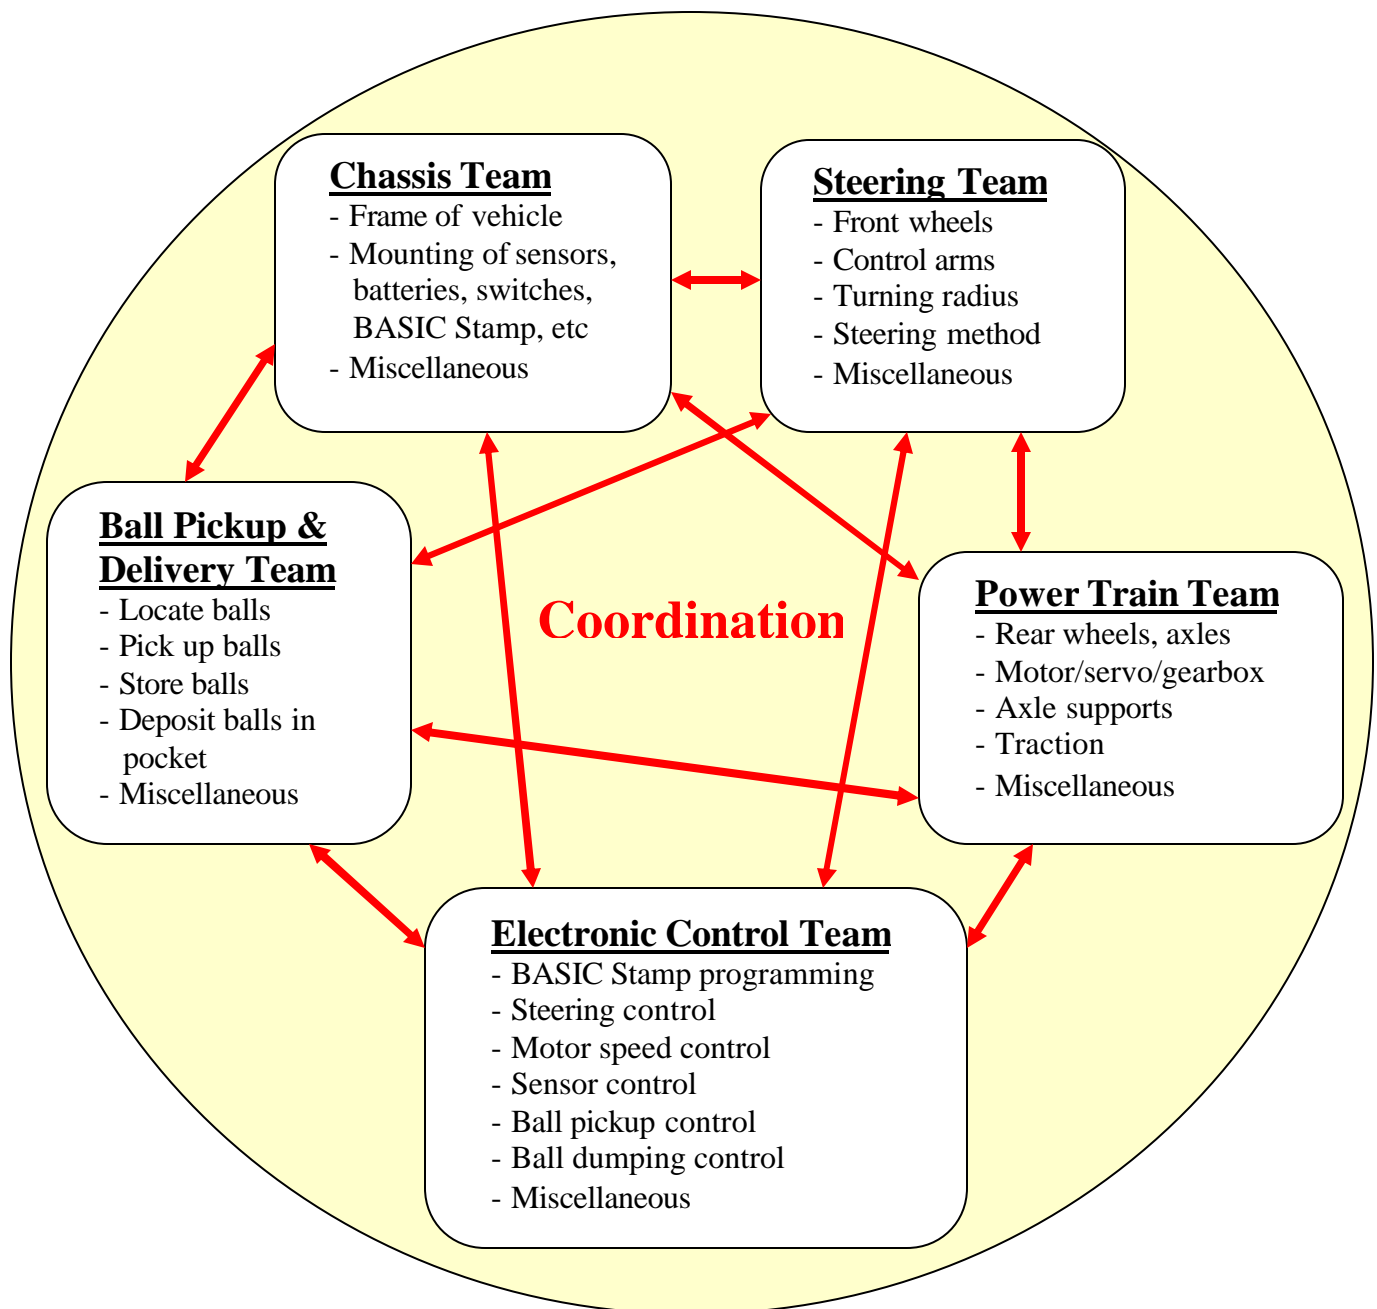 Chassis Team
- Frame of vehicle
- Mounting of sensors,
batteries, switches,
BASIC Stamp, etc
- Miscellaneous
Steering Team
- Front wheels
- Control arms
- Turning radius
- Steering method
- Miscellaneous
Ball Pickup &
Delivery Team
- Locate balls
- Pick up balls
- Store balls
- Deposit balls in
pocket
- Miscellaneous
Coordination
Power Train Team
- Rear wheels, axles
- Motor/servo/gearbox
- Axle supports
- Traction
- Miscellaneous
Electronic Control Team
- BASIC Stamp programming
- Steering control
- Motor speed control
- Sensor control
- Ball pickup control
- Ball dumping control
- Miscellaneous